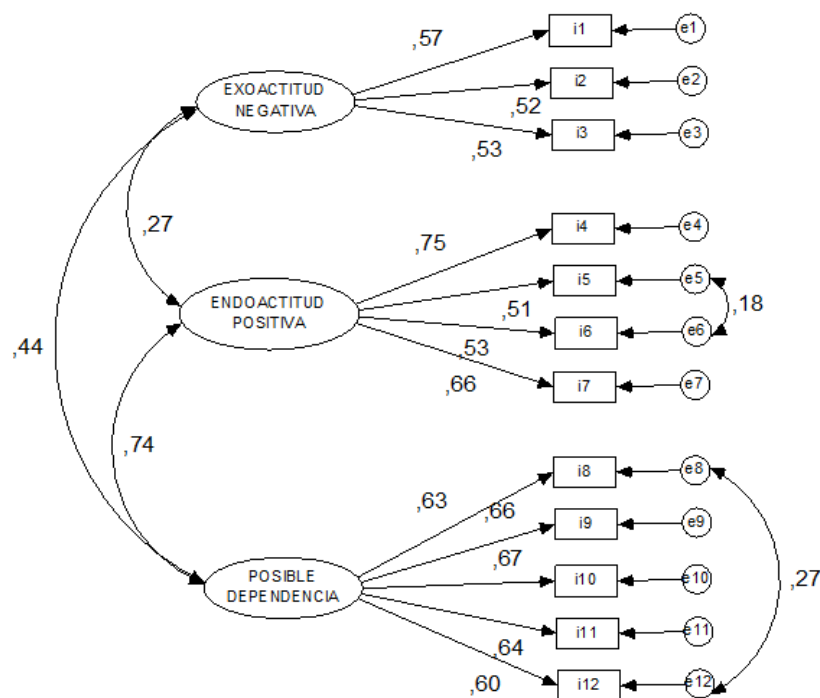 ,57
i1
e1
EXOACTITUD
NEGATIVA
i2
e2
,52
i3
e3
,53
,27
,75
i4
e4
ENDOACTITUD
POSITIVA
i5
e5
,51
i6
e6
,18
,53
,66
i7
e7
,44
,74
,63
i8
e8
,66
i9
e9
,67
POSIBLE
DEPENDENCIA
i10
e10
,27
i11
e11
,64
,60
i12
e12